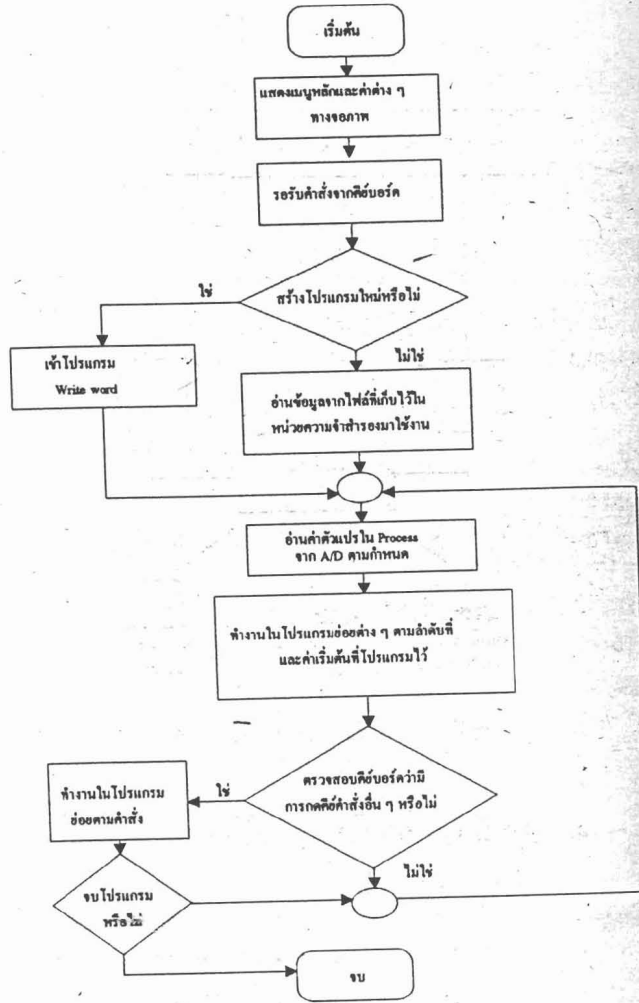 เริ่มต้น
แสดงเมนูหลักและค่าต่าง ๆ
ทางจอภาพ
รอรับคำสั่งจากคีย์บอร์ด
สร้างโปรแกรมใหม่หรือไม่
ใช่
ไม่ใช่
เข้าโปรแกรม
Write word
อ่านข้อมูลจากไฟล์ที่เก็บไว้ใน
หน่วยความจำสำรองมาใช้งาน
อ่านค่าตัวแปรใน Process
จาก A/D ตามกำหนด
ทำงานในโปรแกรมย่อยต่าง ๆ ตามลำดับที่
และค่าเริ่มต้นที่โปรแกรมไว้
ตรวจสอบคีย์บอร์ดว่ามี
การกดคีย์คำสั่งอื่น ๆ หรือไม่
ใช่
ไม่ใช่
ทำงานในโปรแกรม
ย่อยตามคำสั่ง
จบโปรแกรม
หรือไม่
จบ